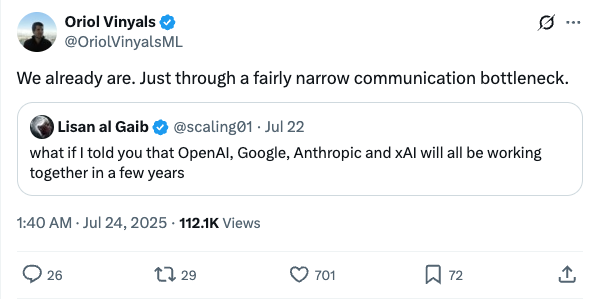 Oriol Vinyals
@OriolVinyalsML
We already are. Just through a fairly narrow communication bottleneck.
Lisan al Gaib @scaling01 · Jul 22
what if I told you that OpenAI, Google, Anthropic and xAI will all be working
together in a few years
1:40 AM · Jul 24, 2025 · 112.1K Views
26 29 701 72